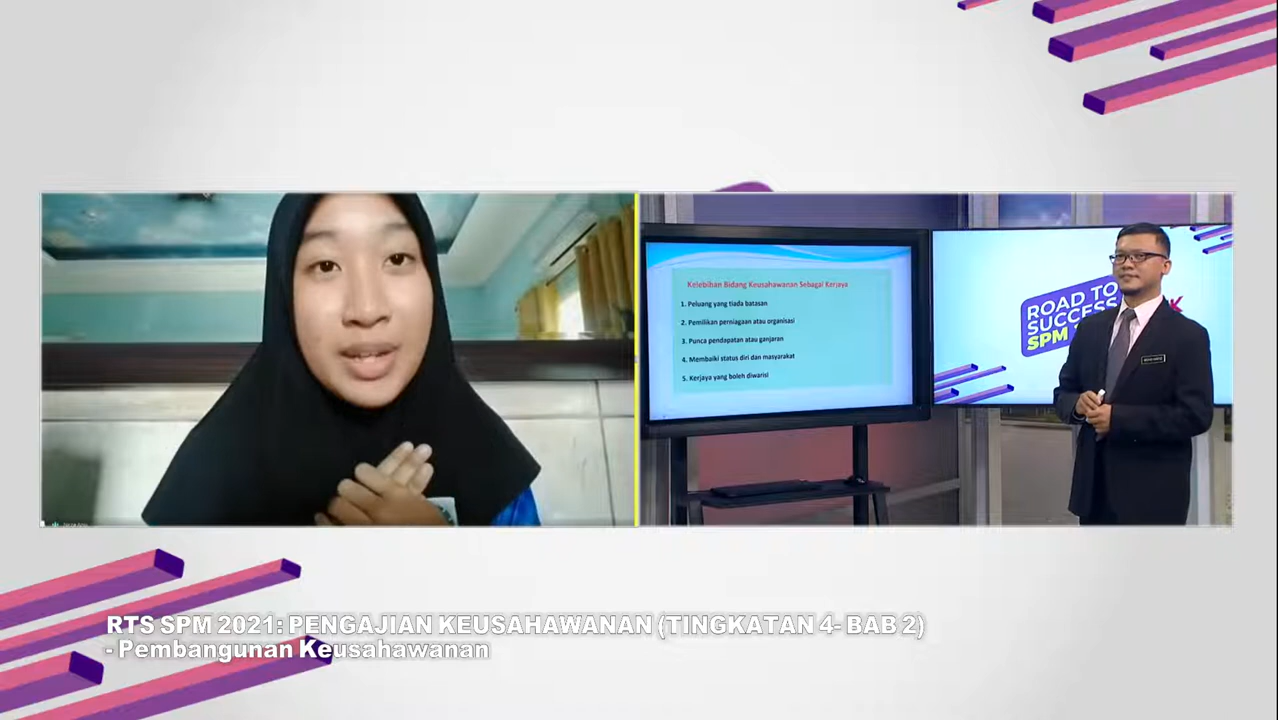 Kelebihan Bidang Keusahawanan Sebagai Kerjaya
1. Peluang yang tiada batasan
2. Pemilikan perniagaan atau organisasi
3. Punca pendapatan atau ganjaran
4. Membaiki status diri dan masyarakat
5. Kerjaya yang boleh diwarisi
ROAD TO
SUCCESS
SPM
RTS SPM 2021: PENGAJIAN KEUSAHAWANAN (TINGKATAN 4- BAB 2)
- Pembangunan Keusahawanan